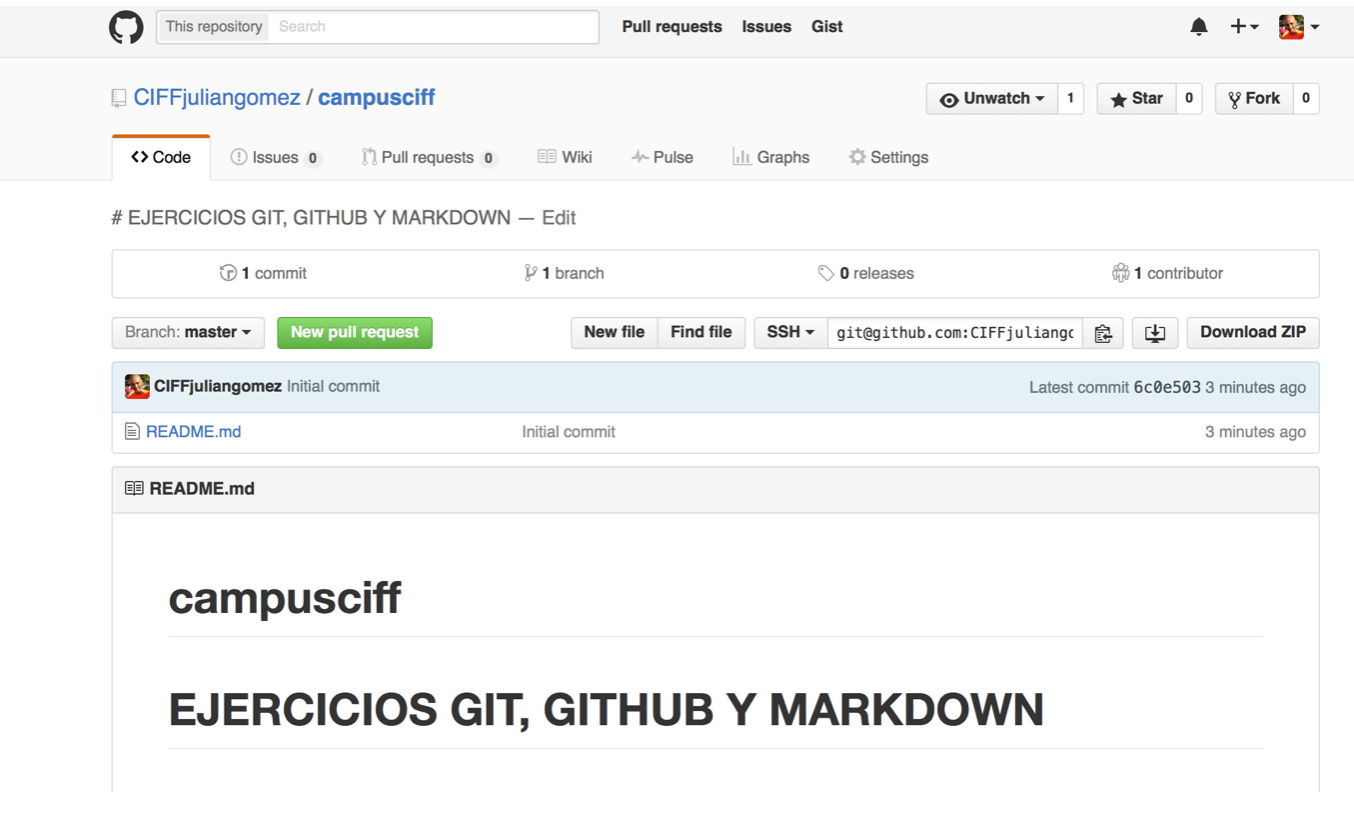 This repository Search Pull requests Issues Gist
CIFFjuliangomez / campusciff Unwatch 1 Star 0 Fork 0
Code Issues 0 Pull requests 0 Wiki Pulse Graphs Settings
# EJERCICIOS GIT, GITHUB Y MARKDOWN — Edit
1 commit 1 branch 0 releases 1 contributor
Branch: master New pull request New file Find file SSH git@github.com:CIFFjuliangc Download ZIP
CIFFjuliangomez Initial commit Latest commit 6c0e503 3 minutes ago
README.md Initial commit 3 minutes ago
README.md
campusciff
EJERCICIOS GIT, GITHUB Y MARKDOWN